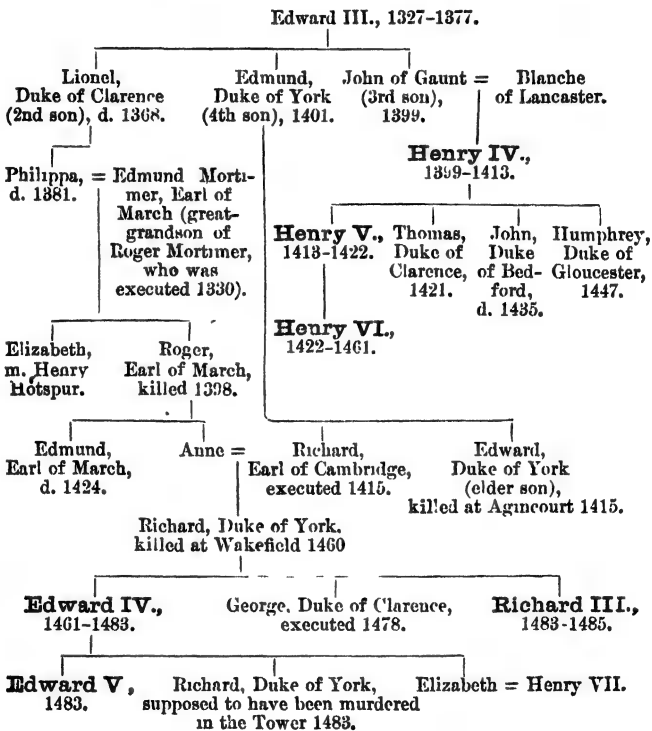 Edward III., 1327-1377.
Lionel,
Duke of Clarence
(2nd son), d. 1368.
Edmund,
Duke of York
(4th son), 1401.
John of Gaunt =
(3rd son),
1399.
Blanche
of Lancaster.
Henry IV.,
1399-1413.
Philippa, =
d. 1381.
Edmund Morti-
mer, Earl of
March (great-
grandson of
Roger Mortimer,
who was
executed 1330).
Henry V.,
1413-1422.
Thomas,
Duke of
Clarence,
1421.
John,
Duke
of Bed-
ford,
d. 1435.
Humphrey,
Duke of
Gloucester,
1447.
Henry VI.,
1422-1461.
Elizabeth,
m. Henry
Hotspur.
Roger,
Earl of March,
killed 1398.
Edmund,
Earl of March,
d. 1424.
Anne =
Richard,
Earl of Cambridge,
executed 1415.
Edward,
Duke of York
(elder son),
killed at Agincourt 1415.
Richard, Duke of York.
killed at Wakefield 1460
Edward IV.,
1461-1483.
George, Duke of Clarence,
executed 1478.
Richard III.,
1483-1485.
Edward V,
1483.
Richard, Duke of York,
supposed to have been murdered
in the Tower 1483.
Elizabeth = Henry VII.